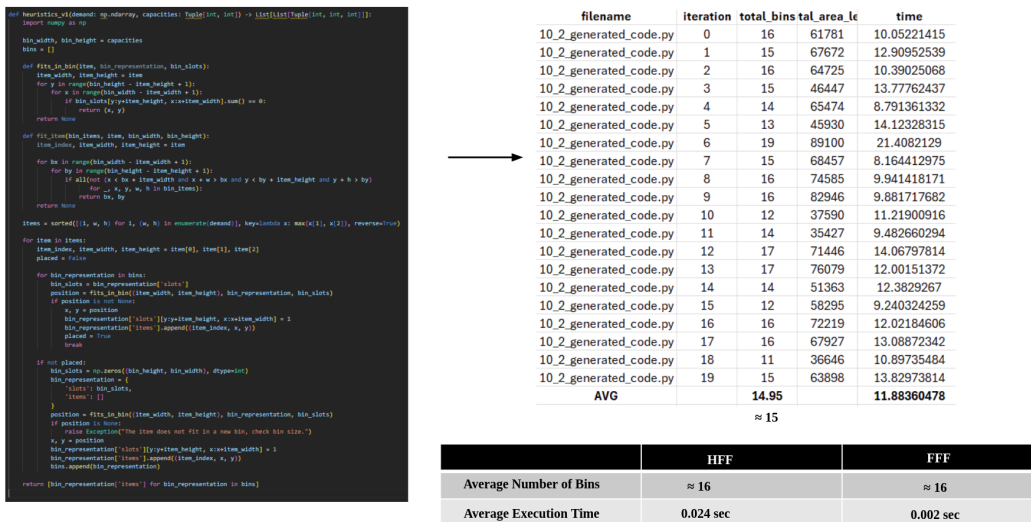 def heuristics_v1(demand: np.ndarray, capacities: Tuple[int, int]) -> List[List[Tuple[int, int, int]]]:
import numpy as np
bin_width, bin_height = capacities
bins = []
def fits_in_bin(item, bin_representation, bin_slots):
item_width, item_height = item
for y in range(bin_height - item_height + 1):
for x in range(bin_width - item_width + 1):
if bin_slots[y:y+item_height, x:x+item_width].sum() == 0:
return (x, y)
return None
def fit_item(bin_items, item, bin_width, bin_height):
item_index, item_width, item_height = item
for bx in range(bin_width - item_width + 1):
for by in range(bin_height - item_height + 1):
if all(not (x < bx + item_width and x + w > bx and y < by + item_height and y + h > by)
for _, x, y, w, h in bin_items):
return bx, by
return None
items = sorted([(i, w, h) for i, (w, h) in enumerate(demand)], key=lambda x: max(x[1], x[2]), reverse=True)
for item in items:
item_index, item_width, item_height = item[0], item[1], item[2]
placed = False
for bin_representation in bins:
bin_slots = bin_representation['slots']
position = fits_in_bin((item_width, item_height), bin_representation, bin_slots)
if position is not None:
x, y = position
bin_representation['slots'][y:y+item_height, x:x+item_width] = 1
bin_representation['items'].append((item_index, x, y))
placed = True
break
if not placed:
bin_slots = np.zeros((bin_height, bin_width), dtype=int)
bin_representation = {
'slots': bin_slots,
'items': []
}
position = fits_in_bin((item_width, item_height), bin_representation, bin_slots)
if position is None:
raise Exception("The item does not fit in a new bin, check bin size.")
x, y = position
bin_representation['slots'][y:y+item_height, x:x+item_width] = 1
bin_representation['items'].append((item_index, x, y))
bins.append(bin_representation)
return [bin_representation['items'] for bin_representation in bins]
filename iteration total_bins tal_area_le time
10_2_generated_code.py 0 16 61781 10.05221415
10_2_generated_code.py 1 15 67672 12.90952539
10_2_generated_code.py 2 16 64725 10.39025068
10_2_generated_code.py 3 15 46447 13.77762437
10_2_generated_code.py 4 14 65474 8.791361332
10_2_generated_code.py 5 13 45930 14.12328315
10_2_generated_code.py 6 19 89100 21.4082129
10_2_generated_code.py 7 15 68457 8.164412975
10_2_generated_code.py 8 16 74585 9.941418171
10_2_generated_code.py 9 16 82946 9.881717682
10_2_generated_code.py 10 12 37590 11.21900916
10_2_generated_code.py 11 14 35427 9.482660294
10_2_generated_code.py 12 17 71446 14.06797814
10_2_generated_code.py 13 17 76079 12.00151372
10_2_generated_code.py 14 14 51363 12.3829267
10_2_generated_code.py 15 12 58295 9.240324259
10_2_generated_code.py 16 16 72219 12.02184606
10_2_generated_code.py 17 16 67927 13.08872342
10_2_generated_code.py 18 11 36646 10.89735484
10_2_generated_code.py 19 15 63898 13.82973814
AVG 14.95 11.88360478
≈ 15
HFF FFF
Average Number of Bins ≈ 16 ≈ 16
Average Execution Time 0.024 sec 0.002 sec